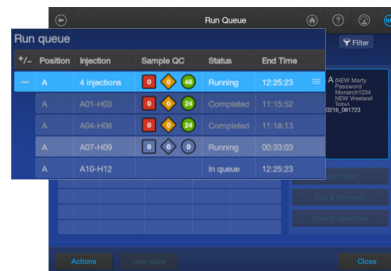 Run Queue
Run queue
Filter
+/- Position Injection Sample QC Status End Time
A 4 injections 0 0 48 Running 12:25:23
A A01-H03 0 0 24 Completed 11:15:52
A A04-H06 0 0 24 Completed 11:18:13
A A07-H09 0 0 0 Running 00:33:03
A A10-H12 In queue 12:25:23
A (NEW Marty
Password
Monarch1234
NEW Vreeland
0216_061723
Actions View plate Close